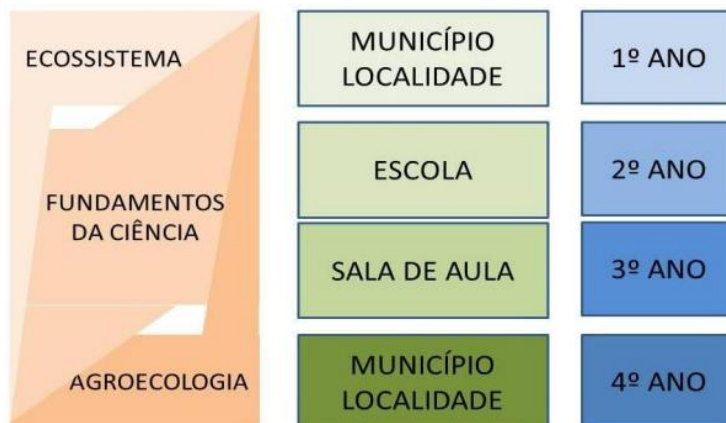 ECOSSISTEMA
MUNICÍPIO
LOCALIDADE
1º ANO
ESCOLA
2º ANO
FUNDAMENTOS
DA CIÊNCIA
SALA DE AULA
3º ANO
AGROECOLOGIA
MUNICÍPIO
LOCALIDADE
4º ANO